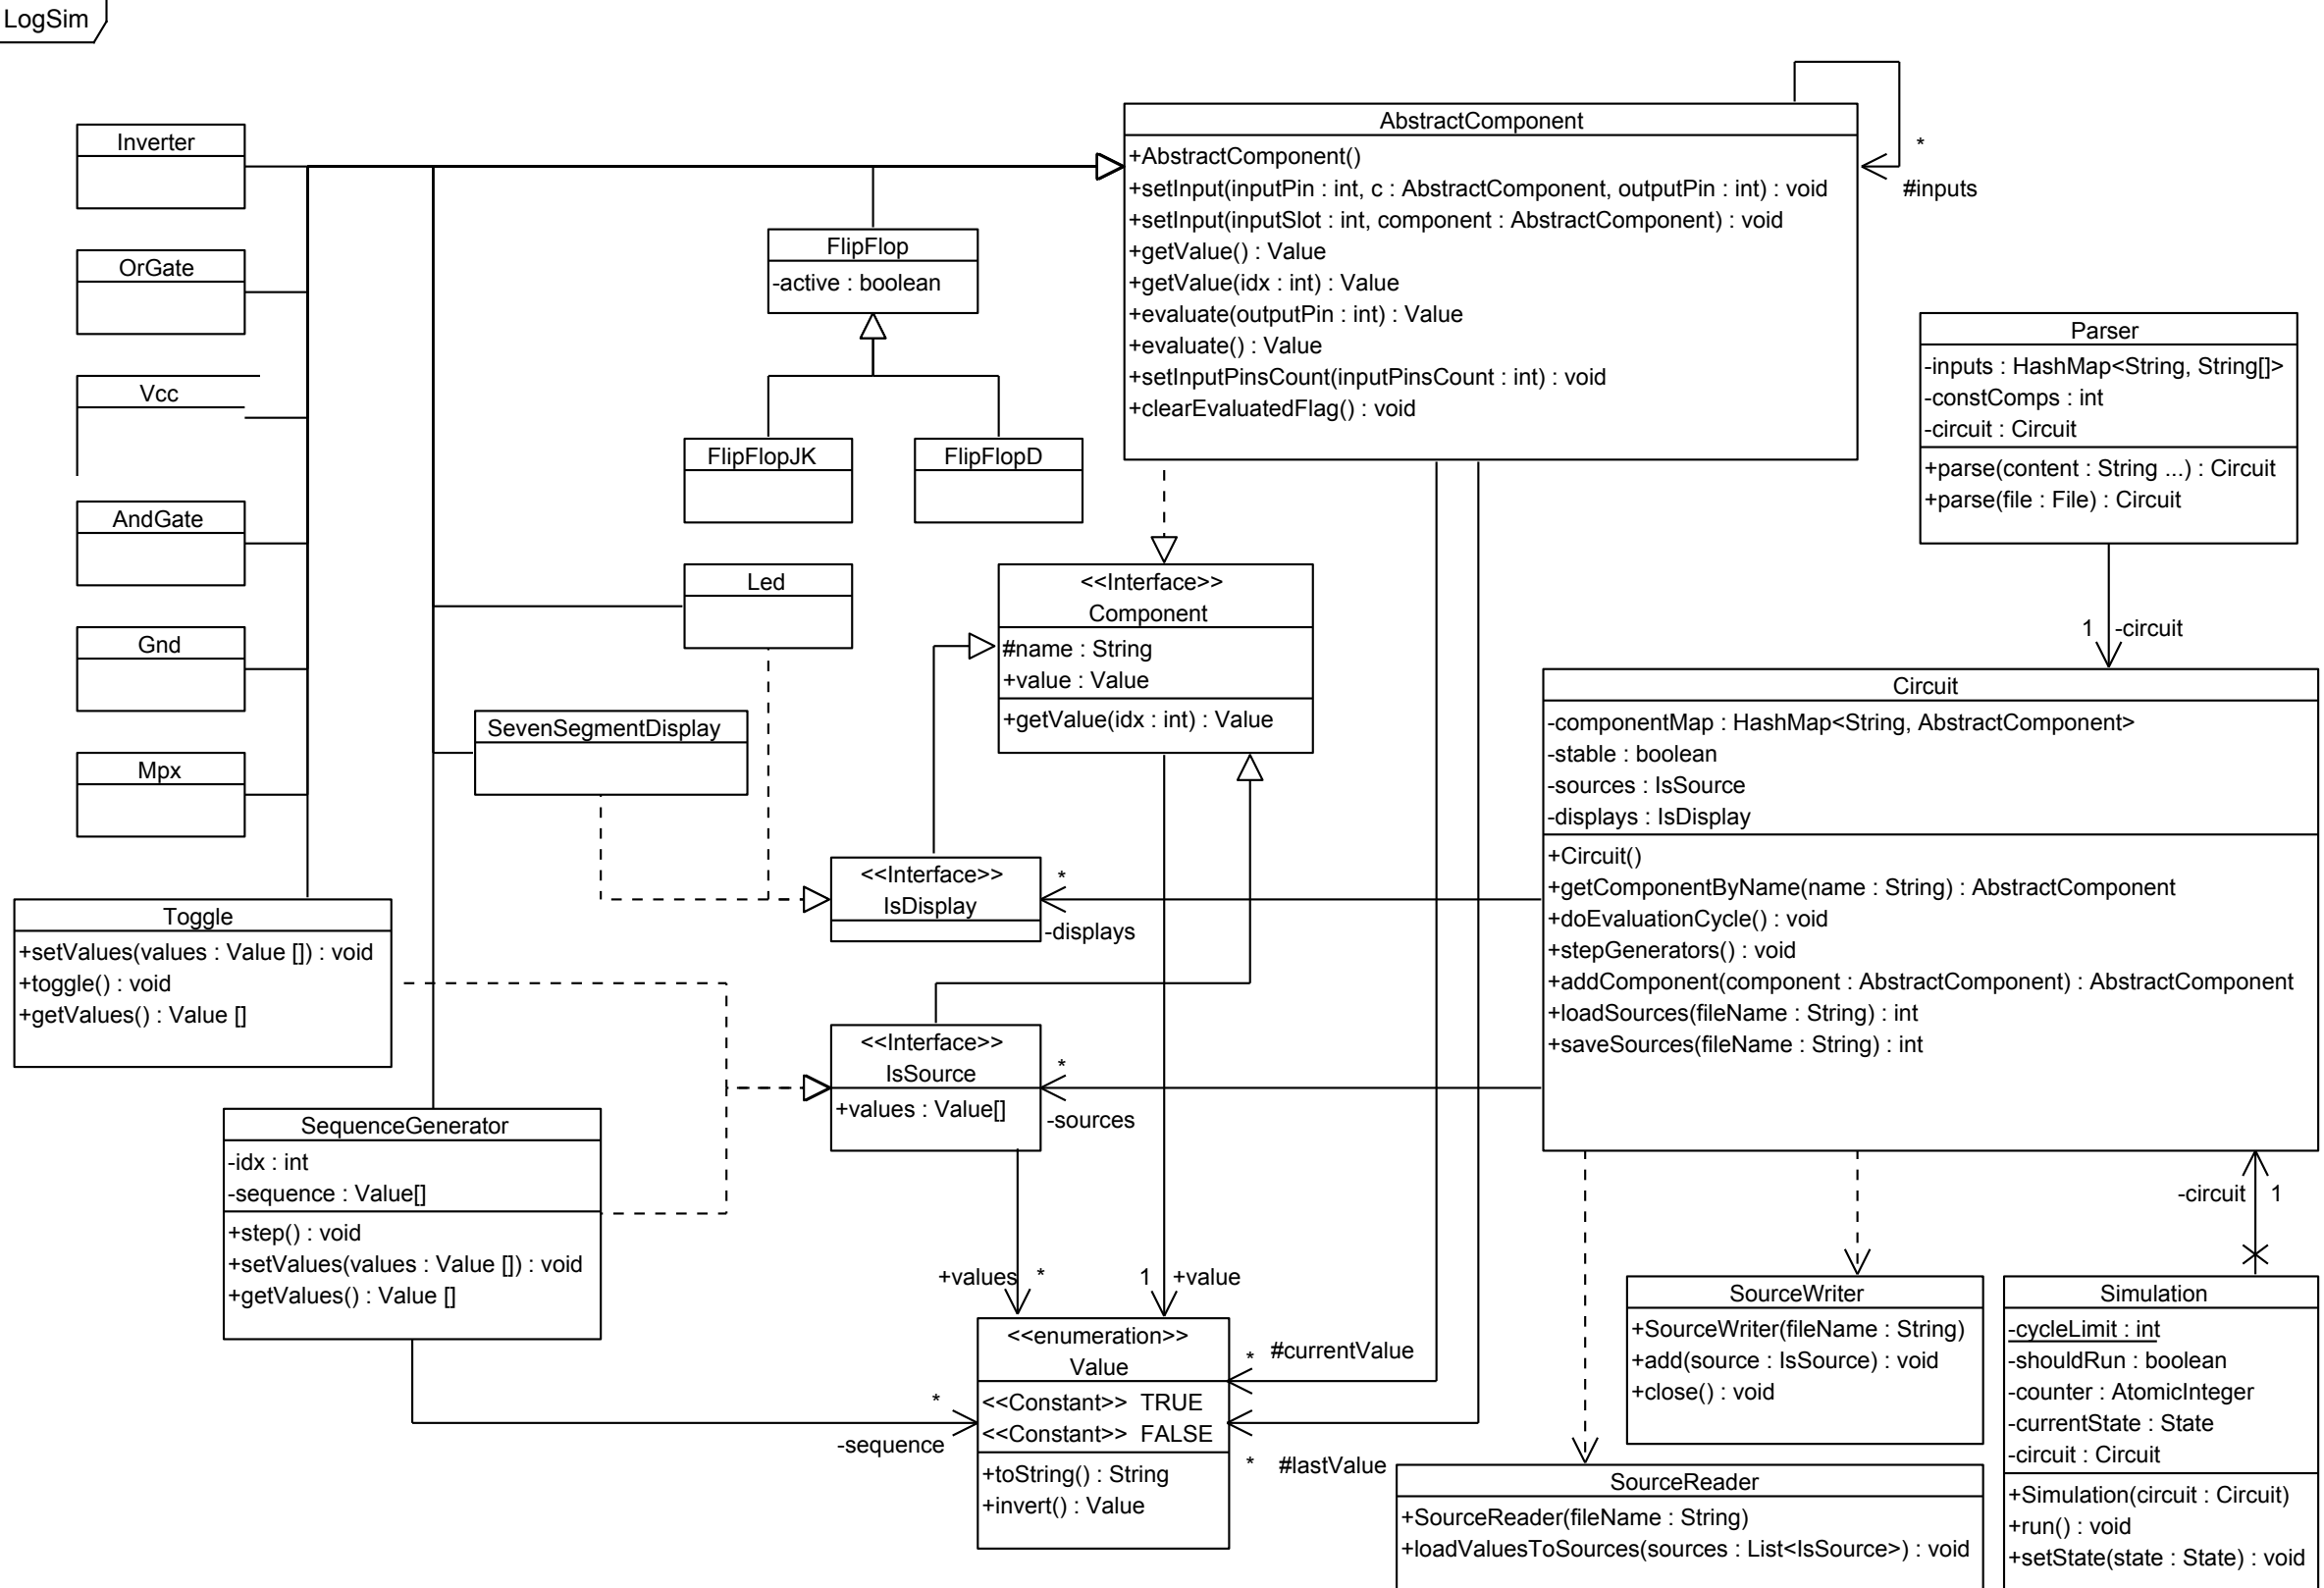 LogSim
Inverter
OrGate
Vcc
AndGate
Gnd
Mpx
Toggle
+setValues(values : Value []) : void
+toggle() : void
+getValues() : Value []
SequenceGenerator
-idx : int
-sequence : Value[]
+step() : void
+setValues(values : Value []) : void
+getValues() : Value []
FlipFlop
-active : boolean
FlipFlopJK
FlipFlopD
Led
SevenSegmentDisplay
AbstractComponent
+AbstractComponent()
+setInput(inputPin : int, c : AbstractComponent, outputPin : int) : void
+setInput(inputSlot : int, component : AbstractComponent) : void
+getValue() : Value
+getValue(idx : int) : Value
+evaluate(outputPin : int) : Value
+evaluate() : Value
+setInputPinsCount(inputPinsCount : int) : void
+clearEvaluatedFlag() : void
*
#inputs
<<Interface>>
Component
#name : String
+value : Value
+getValue(idx : int) : Value
<<Interface>>
IsDisplay
*
-displays
<<Interface>>
IsSource
+values : Value[]
*
-sources
+values *
1 +value
<<enumeration>>
Value
<<Constant>> TRUE
<<Constant>> FALSE
+toString() : String
+invert() : Value
*
-sequence
* #currentValue
* #lastValue
Parser
-inputs : HashMap<String, String[]>
-constComps : int
-circuit : Circuit
+parse(content : String ...) : Circuit
+parse(file : File) : Circuit
1 -circuit
Circuit
-componentMap : HashMap<String, AbstractComponent>
-stable : boolean
-sources : IsSource
-displays : IsDisplay
+Circuit()
+getComponentByName(name : String) : AbstractComponent
+doEvaluationCycle() : void
+stepGenerators() : void
+addComponent(component : AbstractComponent) : AbstractComponent
+loadSources(fileName : String) : int
+saveSources(fileName : String) : int
-circuit 1
SourceWriter
+SourceWriter(fileName : String)
+add(source : IsSource) : void
+close() : void
SourceReader
+SourceReader(fileName : String)
+loadValuesToSources(sources : List<IsSource>) : void
Simulation
-cycleLimit : int
-shouldRun : boolean
-counter : AtomicInteger
-currentState : State
-circuit : Circuit
+Simulation(circuit : Circuit)
+run() : void
+setState(state : State) : void